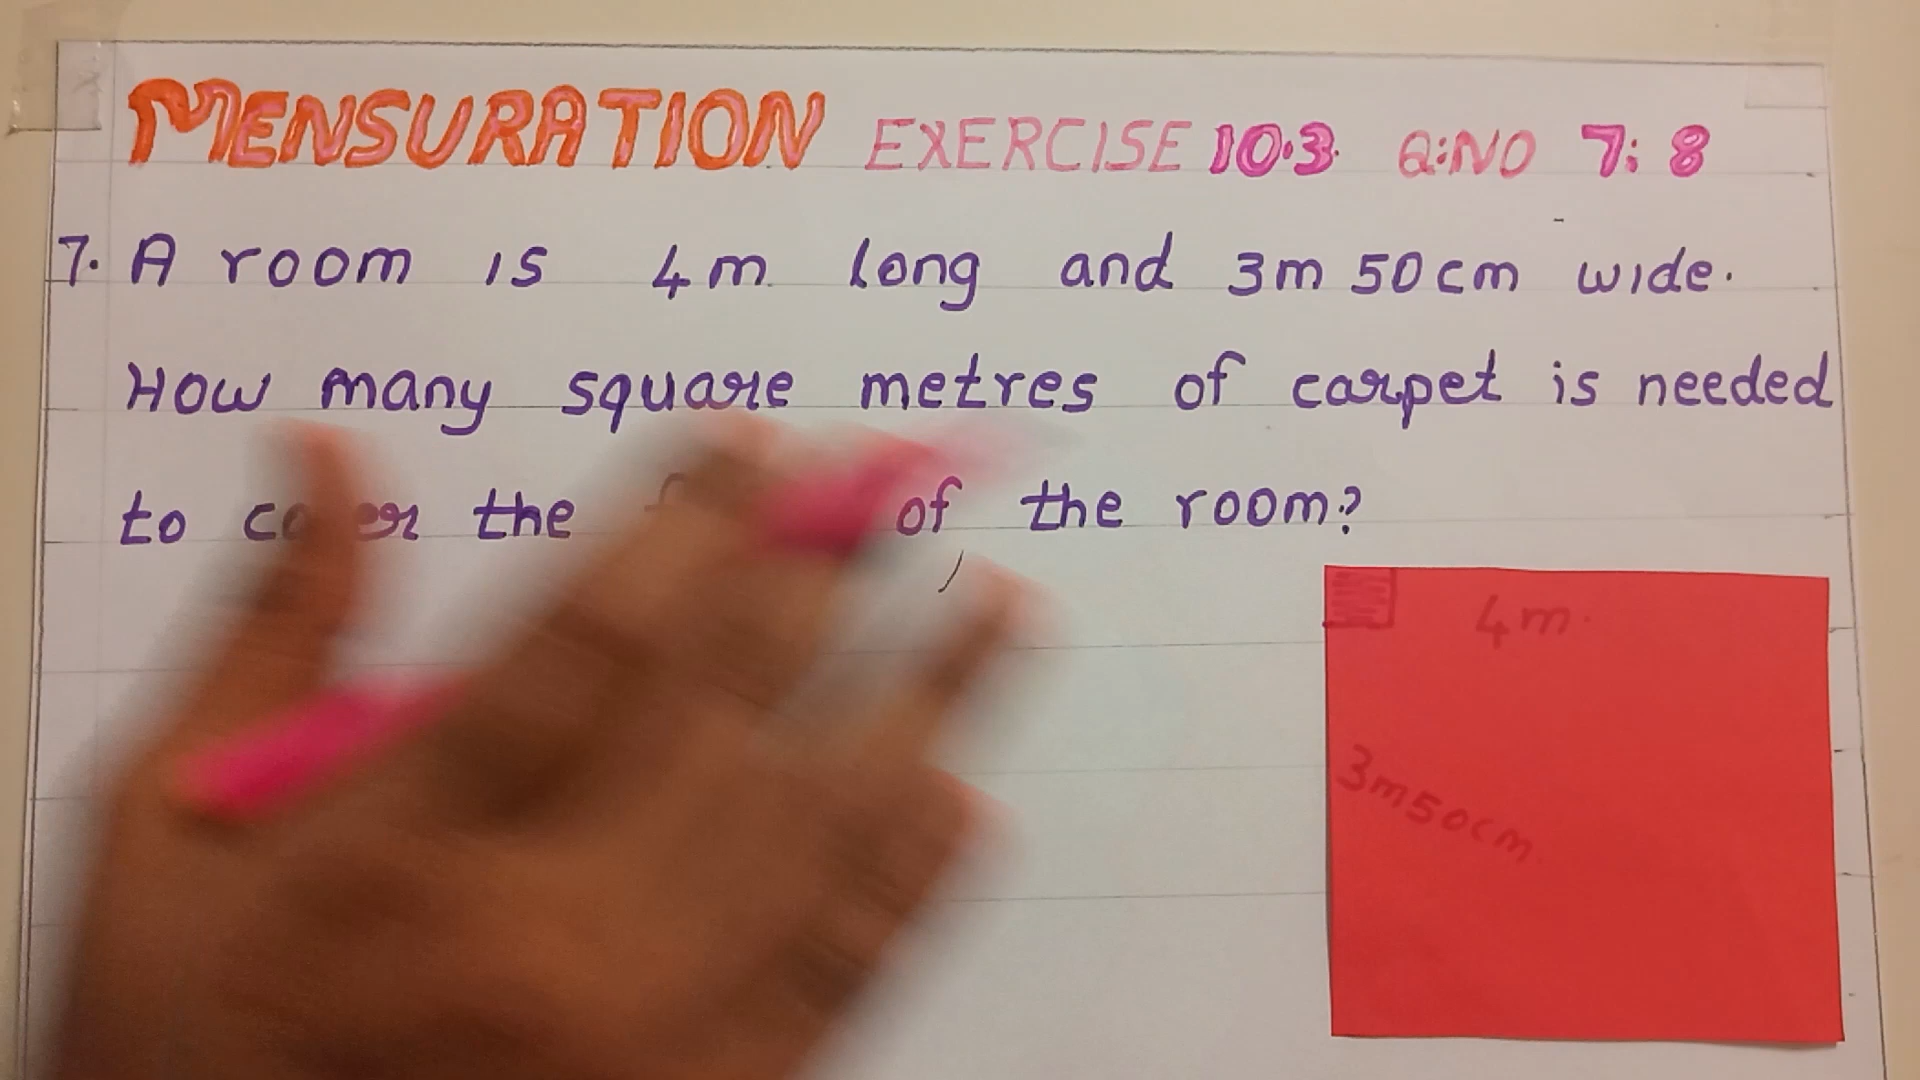 MENSURATION EXERCISE 10.3 Q:NO 7; 8
7. A room is 4m long and 3m 50cm wide.
How many square metres of carpet is needed
to cover the of the room?
4m.
3m50cm.